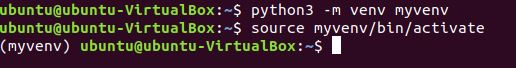 ubuntu@ubuntu-VirtualBox:~$ python3 -m venv myvenv
ubuntu@ubuntu-VirtualBox:~$ source myvenv/bin/activate
(myvenv) ubuntu@ubuntu-VirtualBox:~$